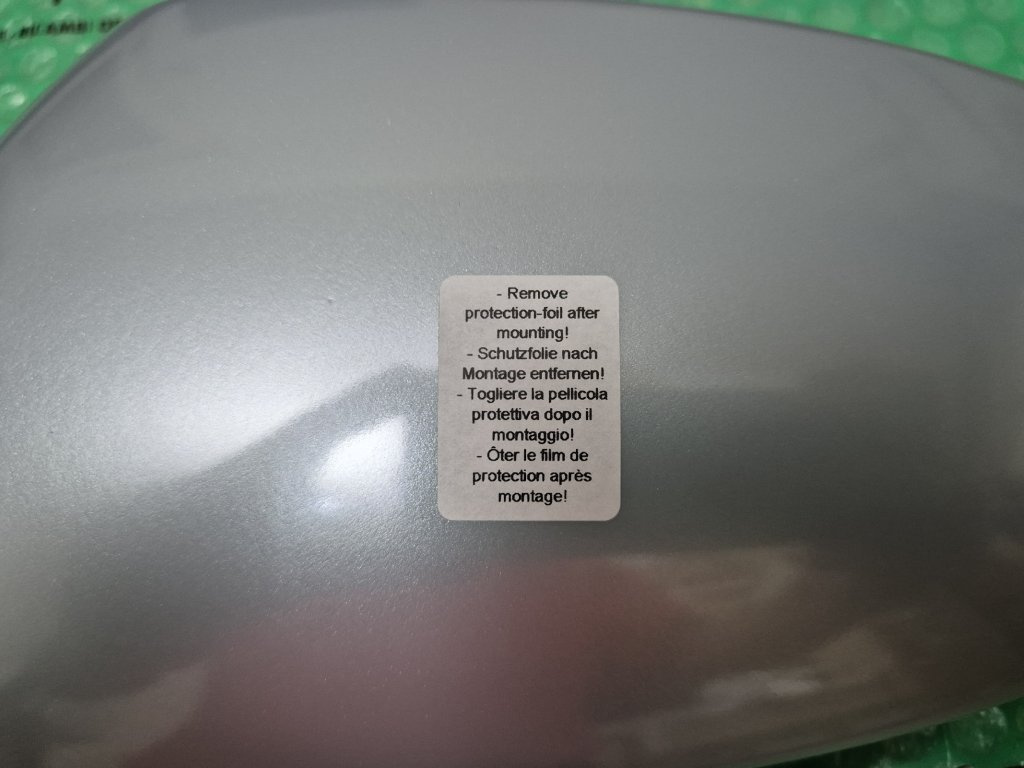 - Remove
protection-foil after
mounting!
- Schutzfolie nach
Montage entfernen!
- Togliere la pellicola
protettiva dopo il
montaggio!
- Ôter le film de
protection après
montage!